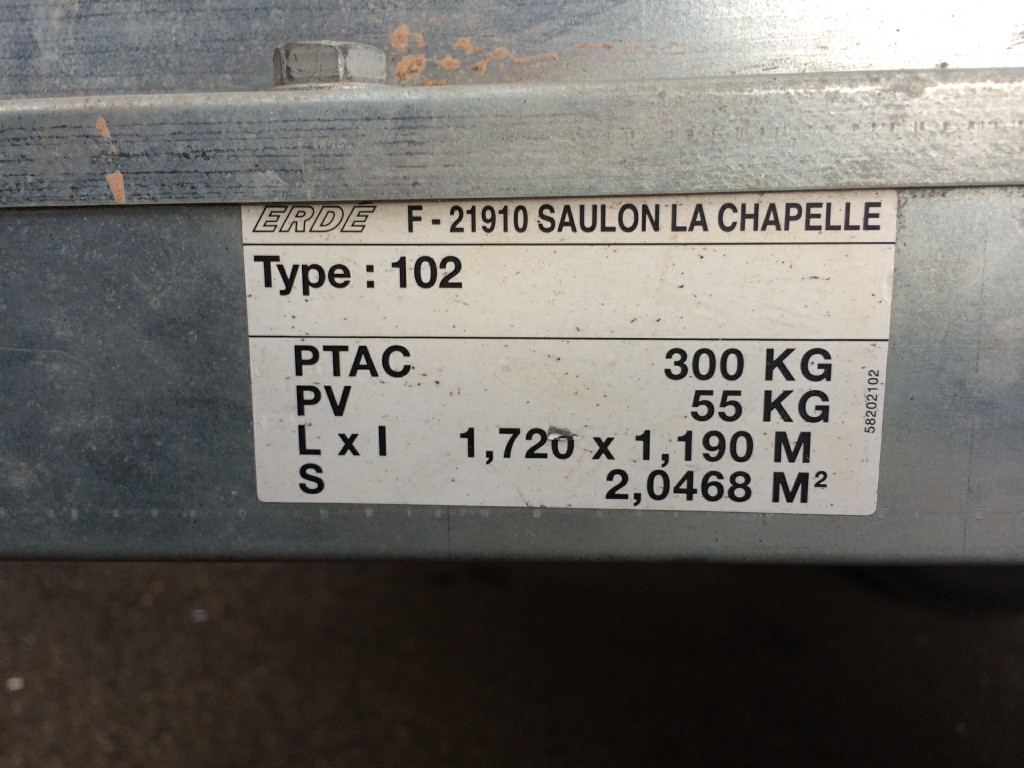 ERDÉ F - 21910 SAULON LA CHAPELLE
Type : 102
PTAC 300 KG
PV 55 KG
L x l 1,720 x 1,190 M
S 2,0468 M²
58202102